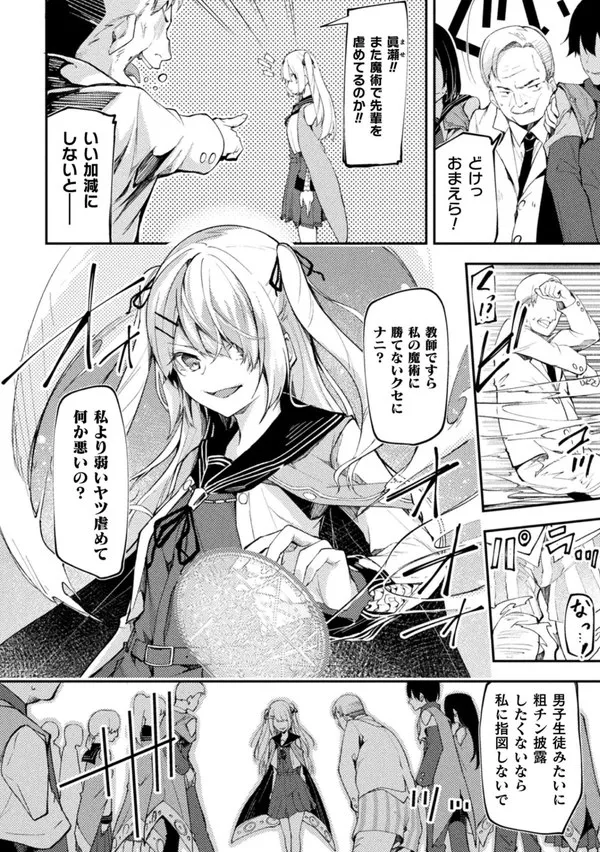 どけっ
おまえら！
眞瀬!!
ませ
また魔術で先輩を
虐めてるのか!!
いい加減に
しないと――
く!?
教師ですら
私の魔術に
勝てないクセに
ナニ？
私より弱いヤツ虐めて
何か悪いの？
なっ…!
男子生徒みたいに
粗チン披露
したくないなら
私に指図しないで